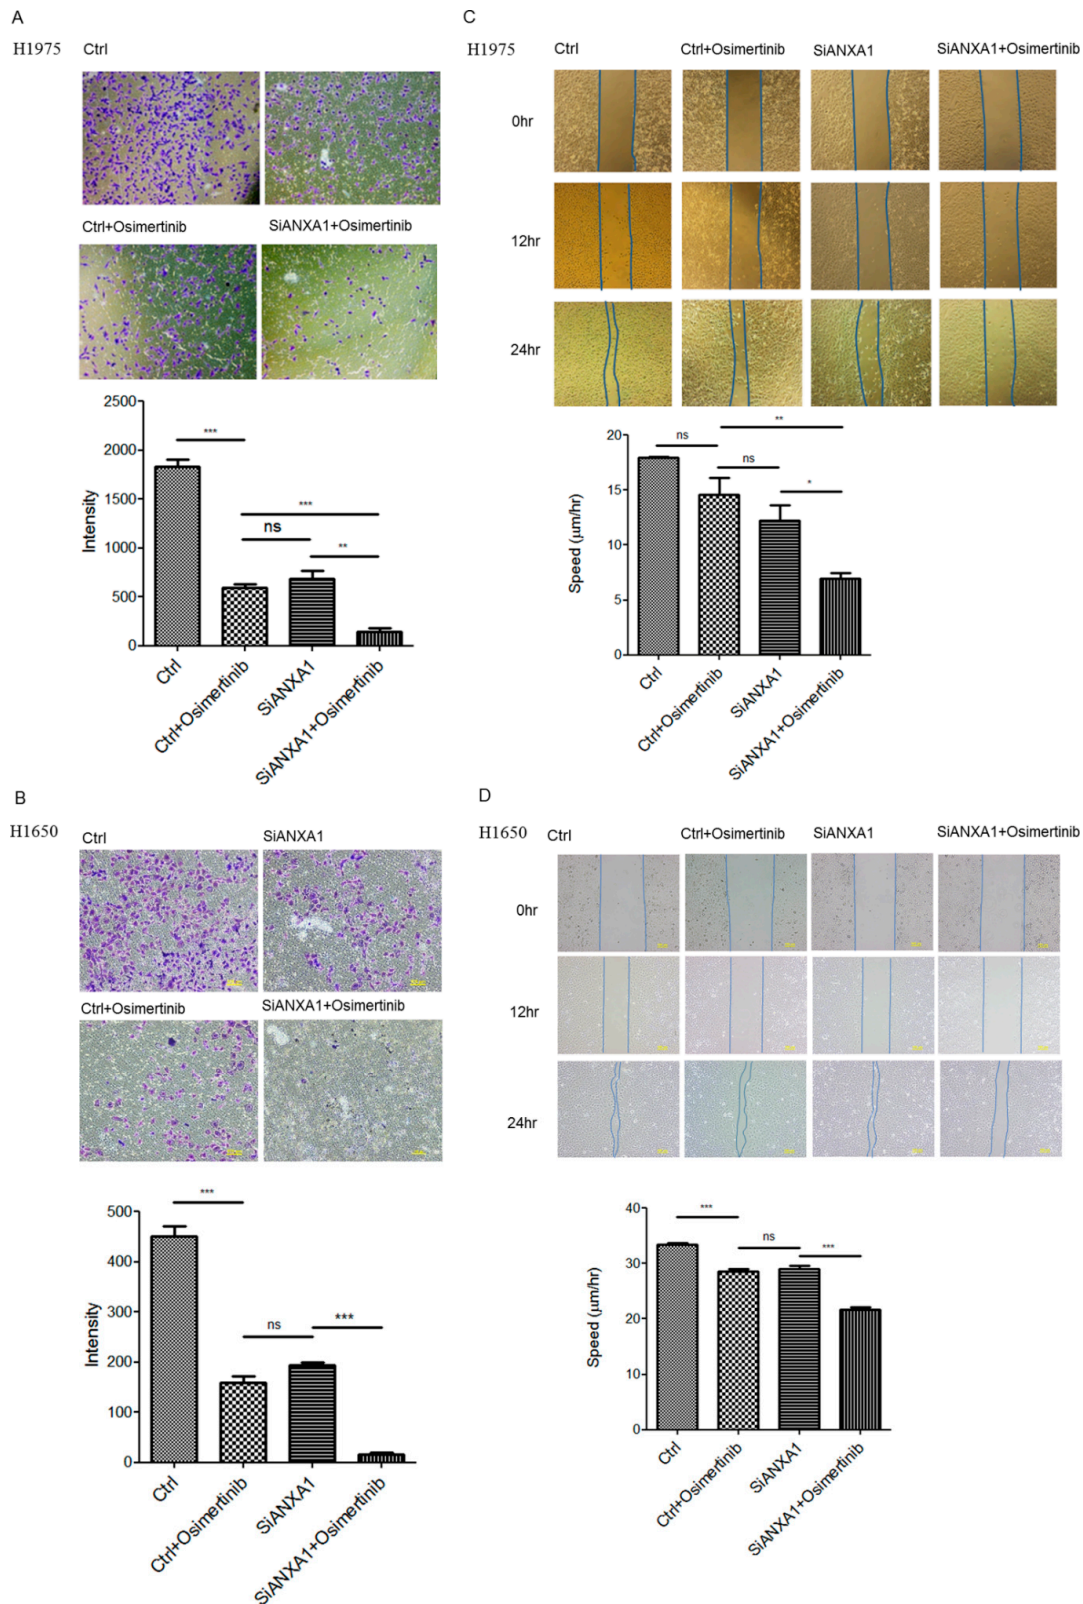 A
H1975
Ctrl
Ctrl+Osimertinib
SiANXA1+Osimertinib
2500
2000
1500
1000
500
0
Intensity
***
***
ns
**
Ctrl
Ctrl+Osimertinib
SiANXA1
SiANXA1+Osimertinib
B
H1650
Ctrl
SiANXA1
Ctrl+Osimertinib
SiANXA1+Osimertinib
500
400
300
200
100
0
Intensity
***
ns
***
Ctrl
Ctrl+Osimertinib
SiANXA1
SiANXA1+Osimertinib
C
H1975
Ctrl
Ctrl+Osimertinib
SiANXA1
SiANXA1+Osimertinib
0hr
12hr
24hr
20
15
10
5
0
Speed (μm/hr)
**
ns
ns
*
Ctrl
Ctrl+Osimertinib
SiANXA1
SiANXA1+Osimertinib
D
H1650
Ctrl
Ctrl+Osimertinib
SiANXA1
SiANXA1+Osimertinib
0hr
12hr
24hr
40
30
20
10
0
Speed (μm/hr)
***
ns
***
Ctrl
Ctrl+Osimertinib
SiANXA1
SiANXA1+Osimertinib